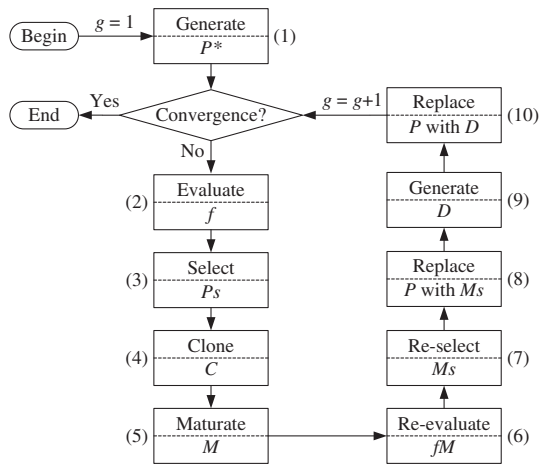 Begin
g = 1
Generate
P*
(1)
End
Yes
Convergence?
g = g+1
Replace
P with D
(10)
No
(2)
Evaluate
f
Generate
D
(9)
(3)
Select
Ps
Replace
P with Ms
(8)
(4)
Clone
C
Re-select
Ms
(7)
(5)
Maturate
M
Re-evaluate
fM
(6)